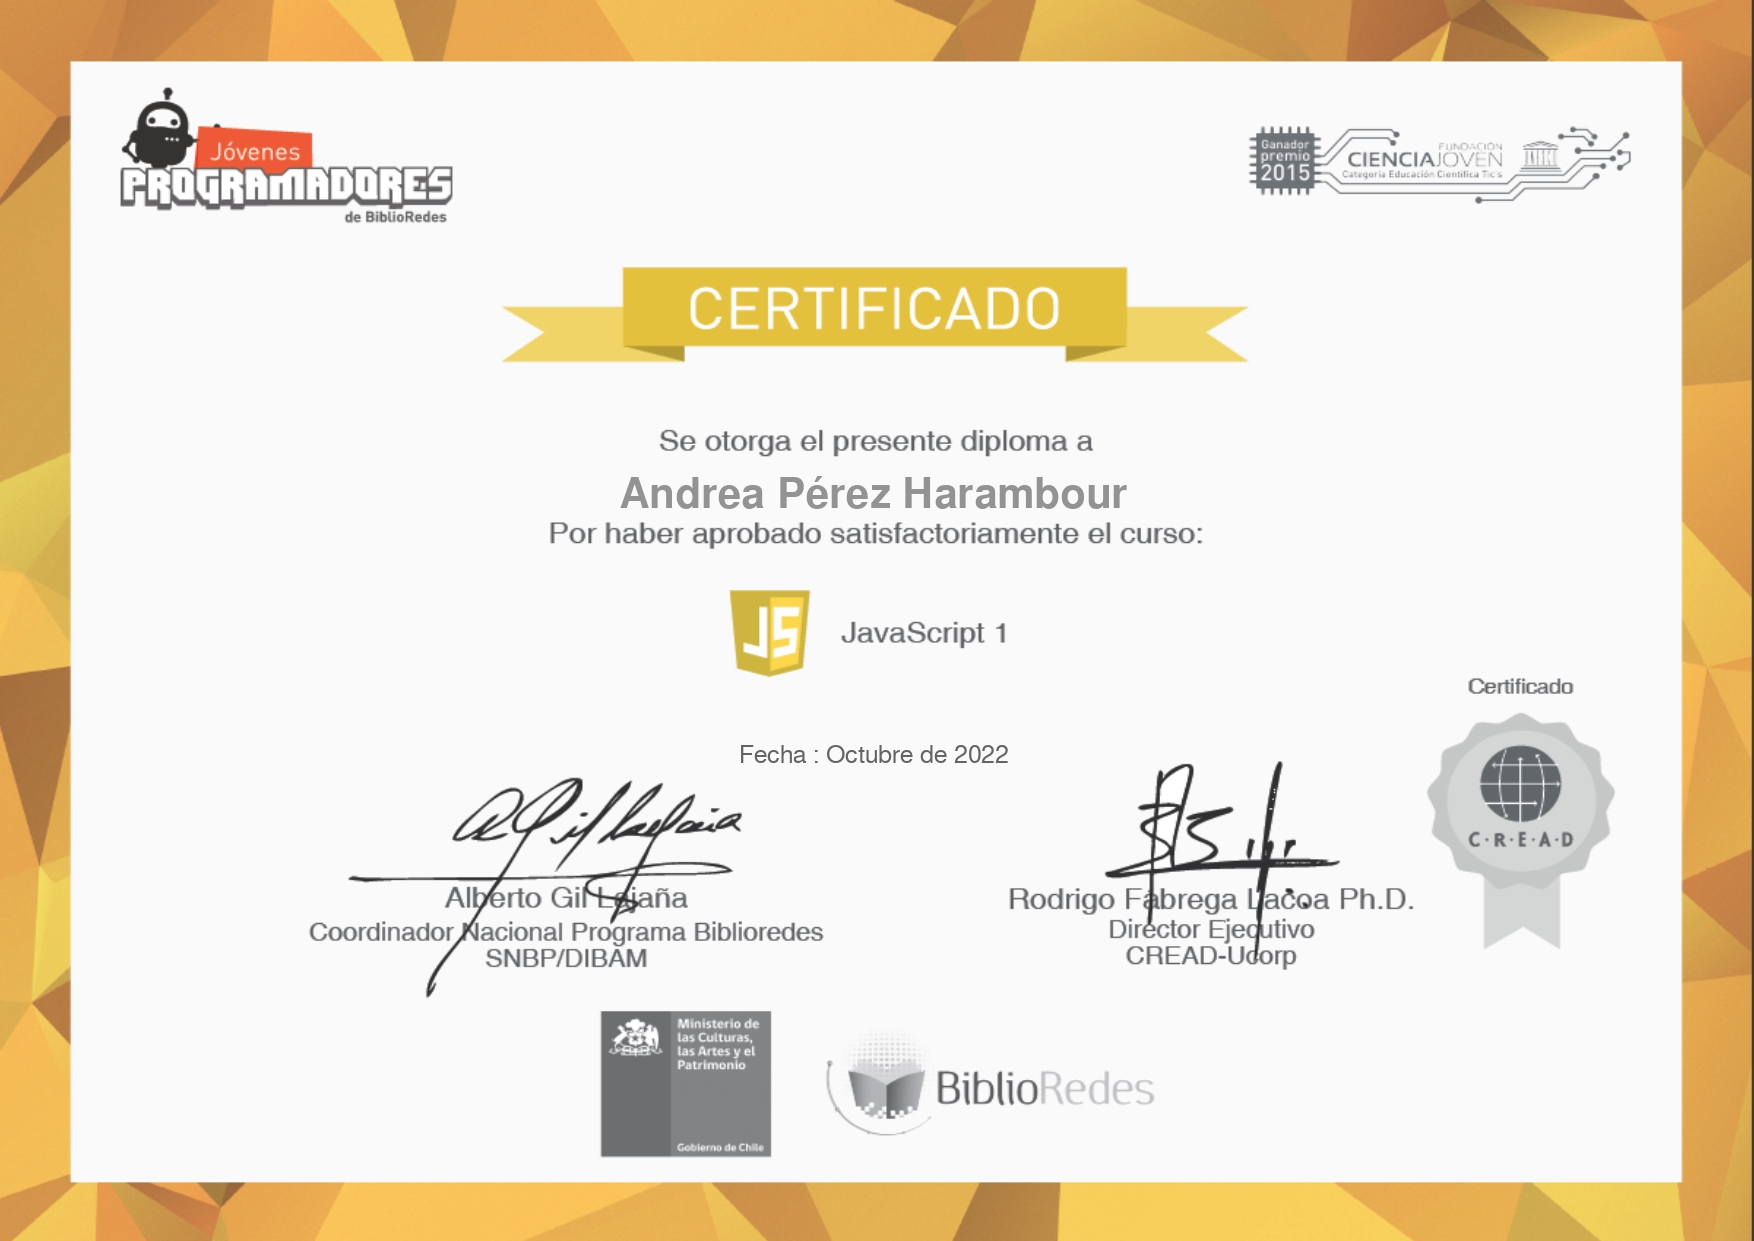 Jóvenes
PROGRAMADORES
de BiblioRedes
Ganador
premio
2015
FUNDACIÓN
CIENCIAJOVEN
Categoría Educación Científica Tic's
UNESCO
CERTIFICADO
Se otorga el presente diploma a
Andrea Pérez Harambour
Por haber aprobado satisfactoriamente el curso:
JS
JavaScript 1
Fecha : Octubre de 2022
Certificado
C·R·E·A·D
Alberto Gil Lajaña
Coordinador Nacional Programa Biblioredes
SNBP/DIBAM
Rodrigo Fábrega Lacoa Ph.D.
Director Ejecutivo
CREAD-Ucorp
Ministerio de
las Culturas,
las Artes y el
Patrimonio
Gobierno de Chile
BiblioRedes